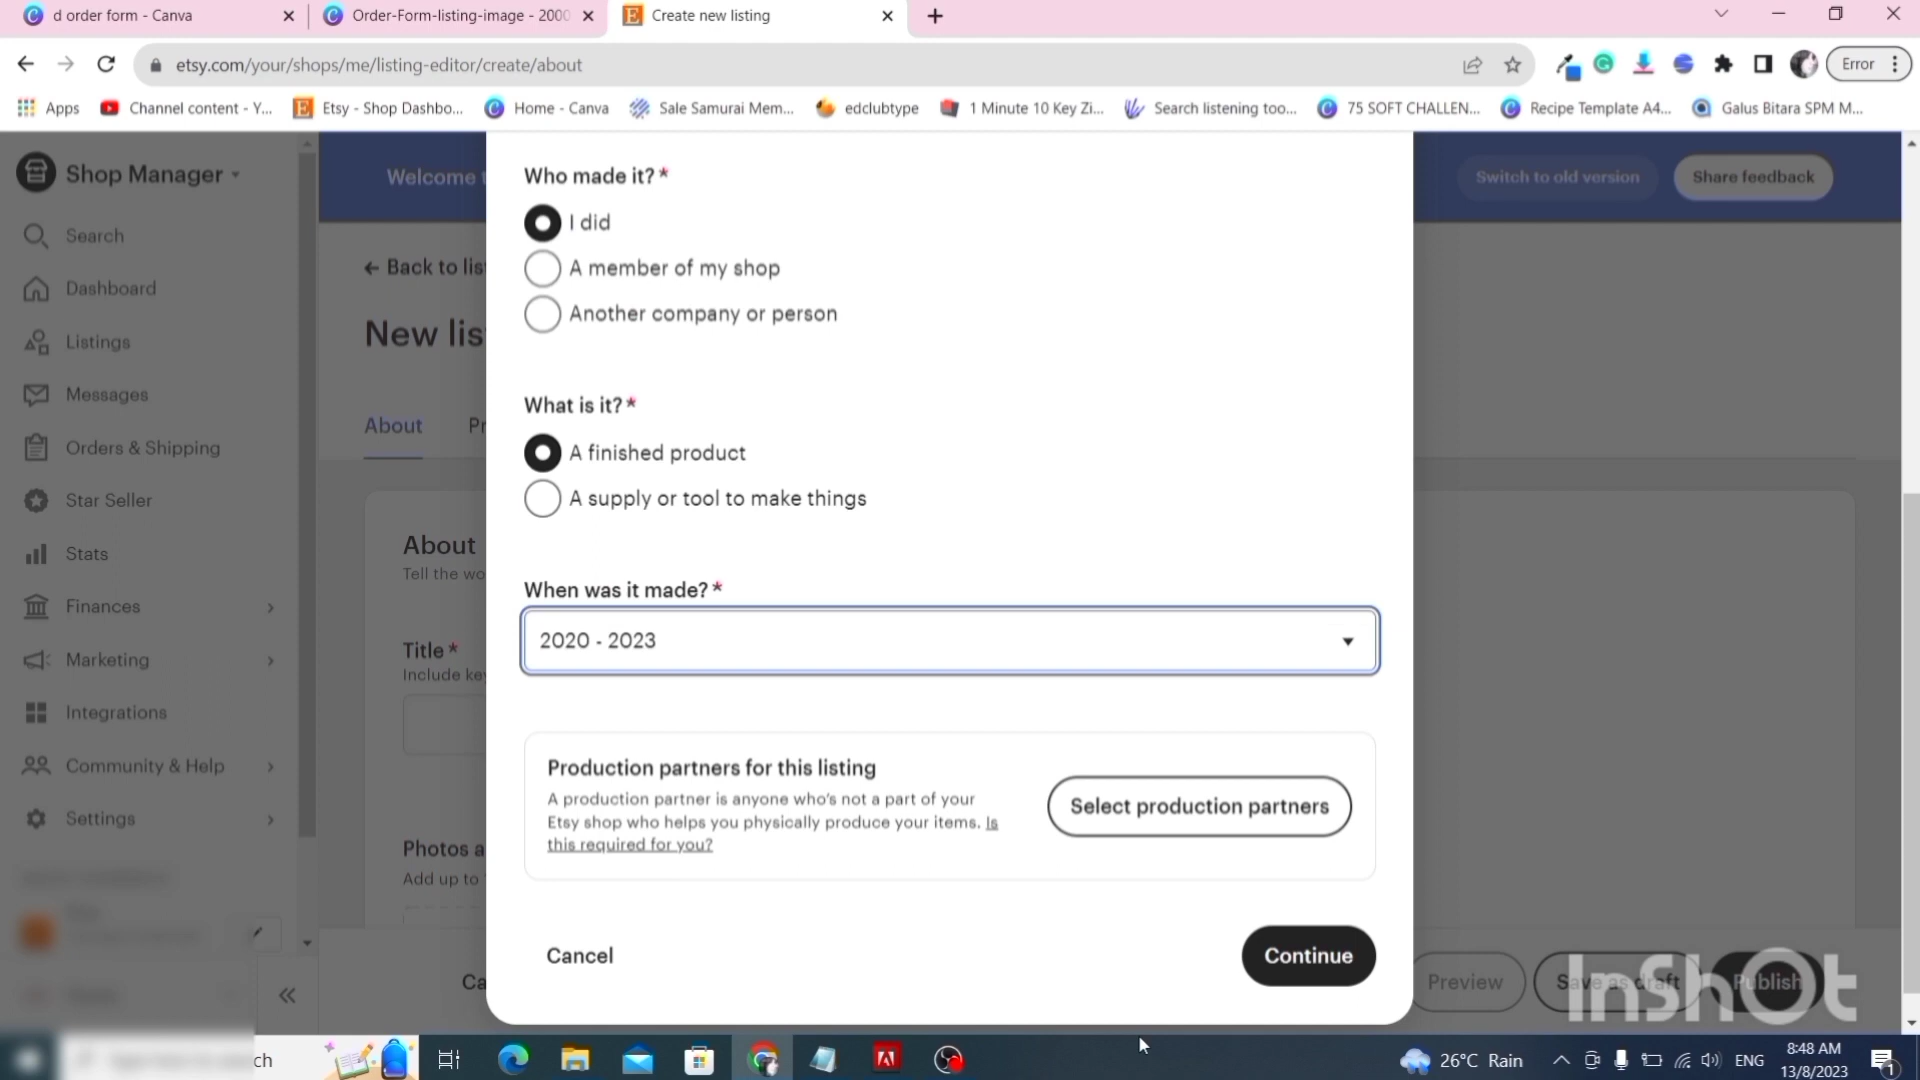 d order form - Canva
Order-Form-listing-image - 2000
Create new listing
etsy.com/your/shops/me/listing-editor/create/about
Error
Apps
Channel content - Y...
Etsy - Shop Dashbo...
Home - Canva
Sale Samurai Mem...
edclubtype
1 Minute 10 Key Zi...
Search listening too...
75 SOFT CHALLEN...
Recipe Template A4...
Galus Bitara SPM M...
Shop Manager
Search
Dashboard
Listings
Messages
Orders & Shipping
Star Seller
Stats
Finances
Marketing
Integrations
Community & Help
Settings
Welcome
Switch to old version
Share feedback
Back to lis
New lis
About
Pr
About
Tell the wo
Title *
Include key
Photos a
Add up to
Ca
Who made it? *
I did
A member of my shop
Another company or person
What is it? *
A finished product
A supply or tool to make things
When was it made? *
2020 - 2023
Production partners for this listing
A production partner is anyone who's not a part of your
Etsy shop who helps you physically produce your items. Is
this required for you?
Select production partners
Cancel
Continue
Preview
Save as draft
Publish
InShOt
ch
26°C Rain
ENG
8:48 AM
13/8/2023
1